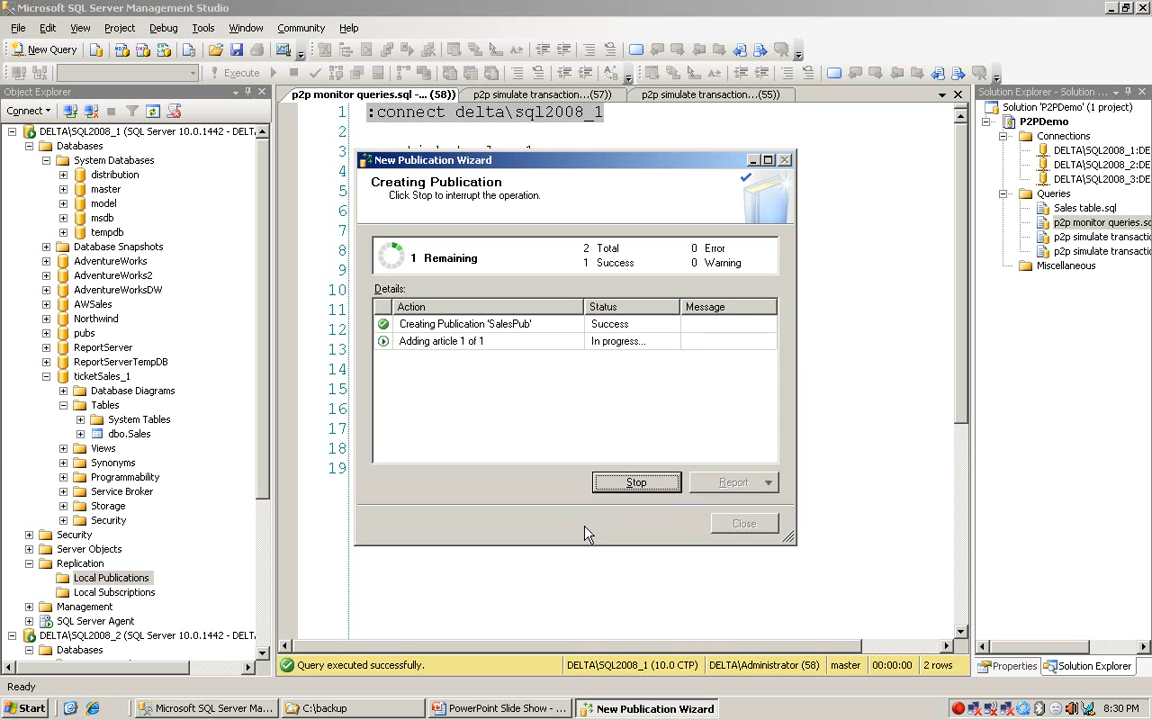 Microsoft SQL Server Management Studio
File Edit View Project Debug Tools Window Community Help
New Query
Execute
Object Explorer
p2p monitor queries.sql -... (58))
p2p simulate transaction...(57))
p2p simulate transaction...(55))
Solution Explorer - ...
Connect
DELTA\SQL2008_1 (SQL Server 10.0.1442 - DELT
Databases
System Databases
distribution
master
model
msdb
tempdb
Database Snapshots
AdventureWorks
AdventureWorks2
AdventureWorksDW
AWSales
Northwind
pubs
ReportServer
ReportServerTempDB
ticketSales_1
Database Diagrams
Tables
System Tables
dbo.Sales
Views
Synonyms
Programmability
Service Broker
Storage
Security
Security
Server Objects
Replication
Local Publications
Local Subscriptions
Management
SQL Server Agent
DELTA\SQL2008_2 (SQL Server 10.0.1442 - DELT
Databases
1 :connect delta\sql2008_1
2
3
4
5
6
7
8
9
10
11
12
13
14
15
16
17
18
19
New Publication Wizard
Creating Publication
Click Stop to interrupt the operation.
1 Remaining
2 Total 0 Error
1 Success 0 Warning
Details:
Action Status Message
Creating Publication 'SalesPub' Success
Adding article 1 of 1 In progress...
Stop Report
Close
Solution 'P2PDemo' (1 project)
P2PDemo
Connections
DELTA\SQL2008_1:DE
DELTA\SQL2008_2:DE
DELTA\SQL2008_3:DE
Queries
Sales table.sql
p2p monitor queries.sq
p2p simulate transactio
p2p simulate transactio
Miscellaneous
Query executed successfully. DELTA\SQL2008_1 (10.0 CTP) DELTA\Administrator (58) master 00:00:00 2 rows
Properties Solution Explorer
Ready
Start Microsoft SQL Server Ma... C:\backup PowerPoint Slide Show - ... New Publication Wizard 8:30 PM